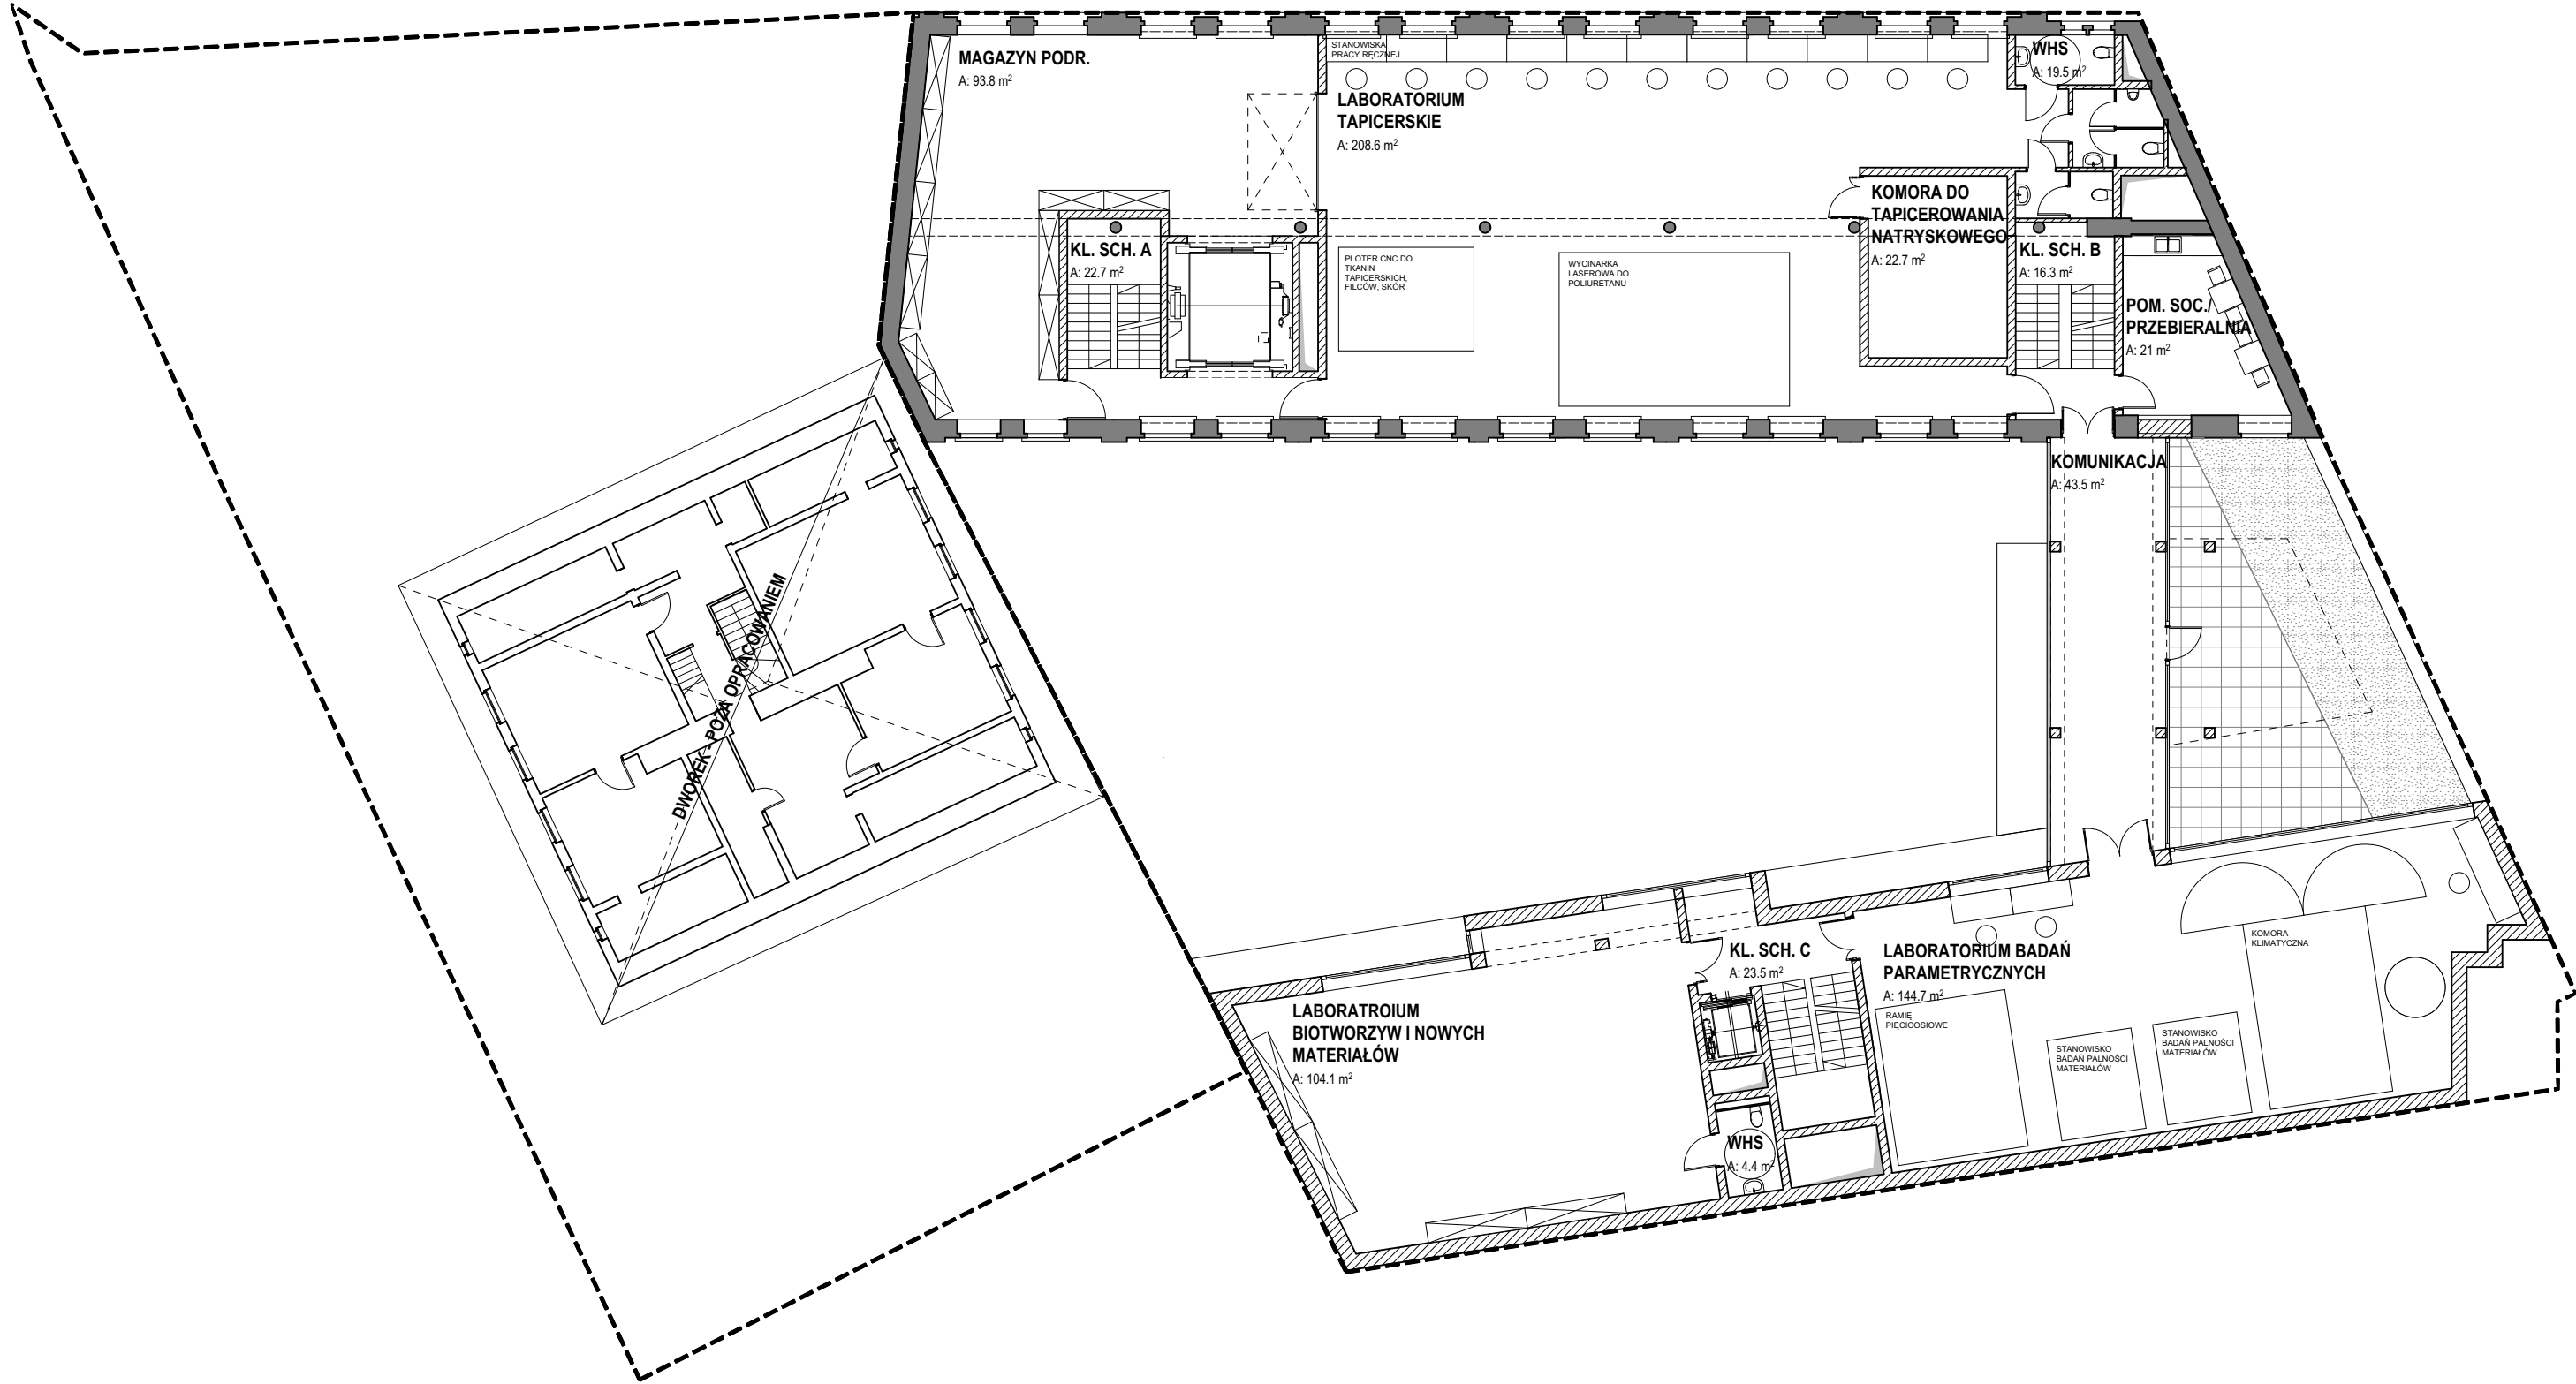 MAGAZYN PODR.
A: 93.8 m²
STANOWISKA
PRACY RĘCZNEJ
LABORATORIUM
TAPICERSKIE
A: 208.6 m²
WHS
A: 19.5 m²
KOMORA DO
TAPICEROWANIA
NATRYSKOWEGO
A: 22.7 m²
KL. SCH. A
A: 22.7 m²
PLOTER CNC DO
TKANIN
TAPICERSKICH,
FILCÓW, SKÓR
WYCINARKA
LASEROWA DO
POLIURETANU
KL. SCH. B
A: 16.3 m²
POM. SOC./
PRZEBIERALNIA
A: 21 m²
KOMUNIKACJA
A: 43.5 m²
DWOREK - POZA OPRACOWANIEM
KL. SCH. C
A: 23.5 m²
LABORATORIUM BADAŃ
PARAMETRYCZNYCH
A: 144.7 m²
RAMIĘ
PIĘCIOOSIOWE
KOMORA
KLIMATYCZNA
STANOWISKO
BADAŃ PALNOŚCI
MATERIAŁÓW
STANOWISKO
BADAŃ PALNOŚCI
MATERIAŁÓW
LABORATROIUM
BIOTWORZYW I NOWYCH
MATERIAŁÓW
A: 104.1 m²
WHS
A: 4.4 m²